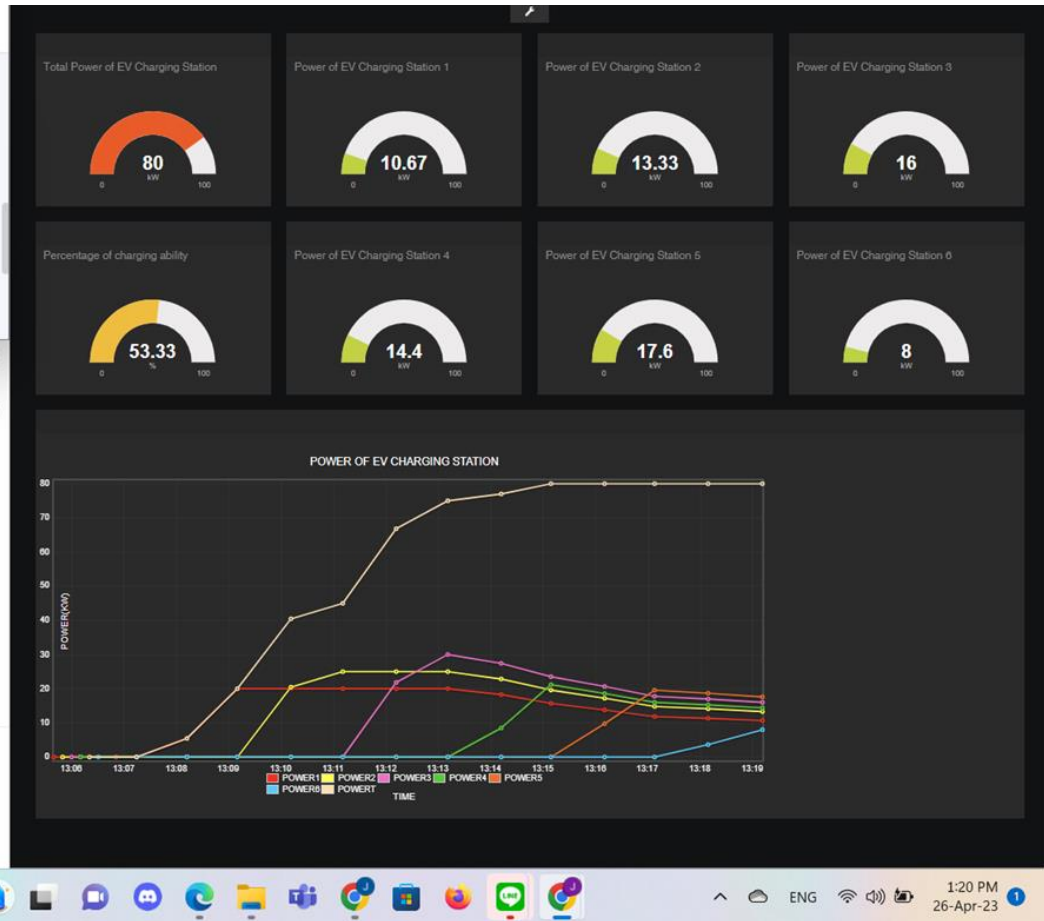 Total Power of EV Charging Station
80
kW
0 100
Power of EV Charging Station 1
10.67
kW
0 100
Power of EV Charging Station 2
13.33
kW
0 100
Power of EV Charging Station 3
16
kW
0 100
Percentage of charging ability
53.33
%
0 100
Power of EV Charging Station 4
14.4
kW
0 100
Power of EV Charging Station 5
17.6
kW
0 100
Power of EV Charging Station 6
8
kW
0 100
POWER OF EV CHARGING STATION
80
70
60
50
40
30
20
10
0
POWER(KW)
13:06 13:07 13:08 13:09 13:10 13:11 13:12 13:13 13:14 13:15 13:16 13:17 13:18 13:19
POWER1 POWER2 POWER3 POWER4 POWER5
POWER6 POWERT
TIME
J
LINE
J
ENG
1:20 PM
26-Apr-23
1